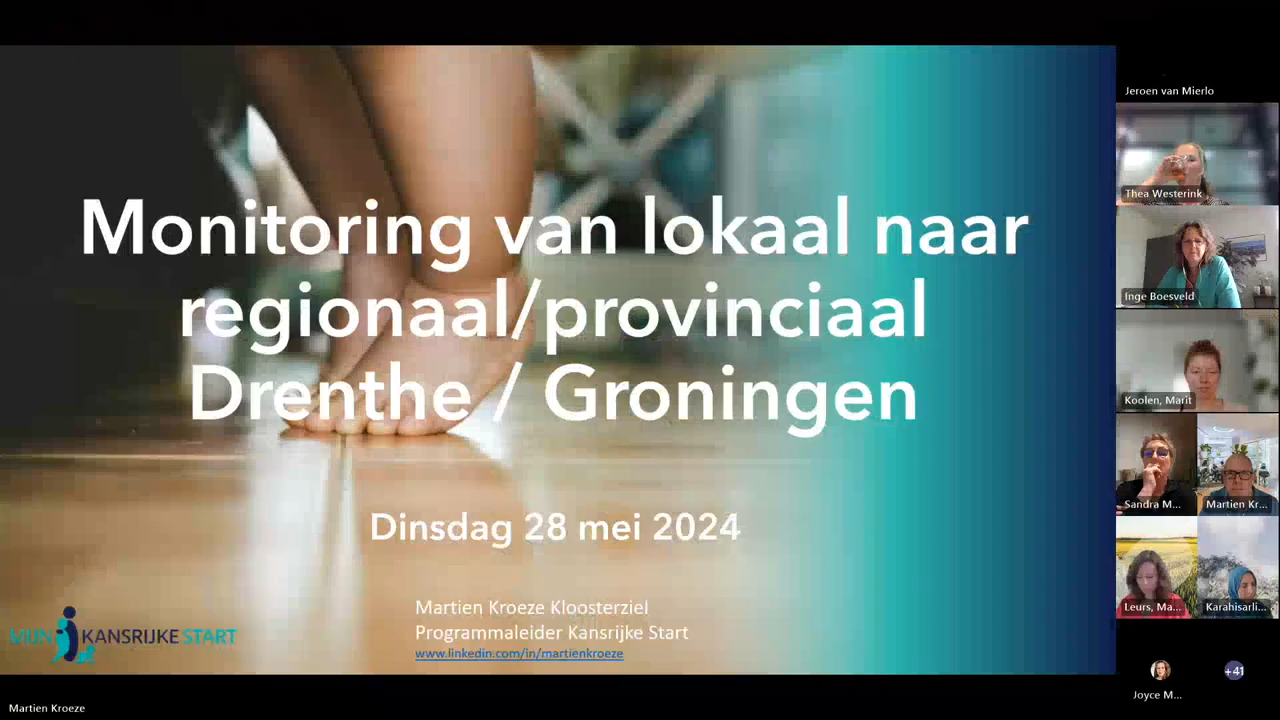 Monitoring van lokaal naar
regionaal/provinciaal
Drenthe / Groningen
Dinsdag 28 mei 2024
Martien Kroeze Kloosterziel
Programmaleider Kansrijke Start
www.linkedin.com/in/martienkroeze
MIJN KANSRIJKE START
Martien Kroeze
Jeroen van Mierlo
Thea Westerink
Inge Boesveld
Koolen, Marit
Sandra M...
Martien Kr...
Leurs, Ma...
Karahisarli...
Joyce M...
+41